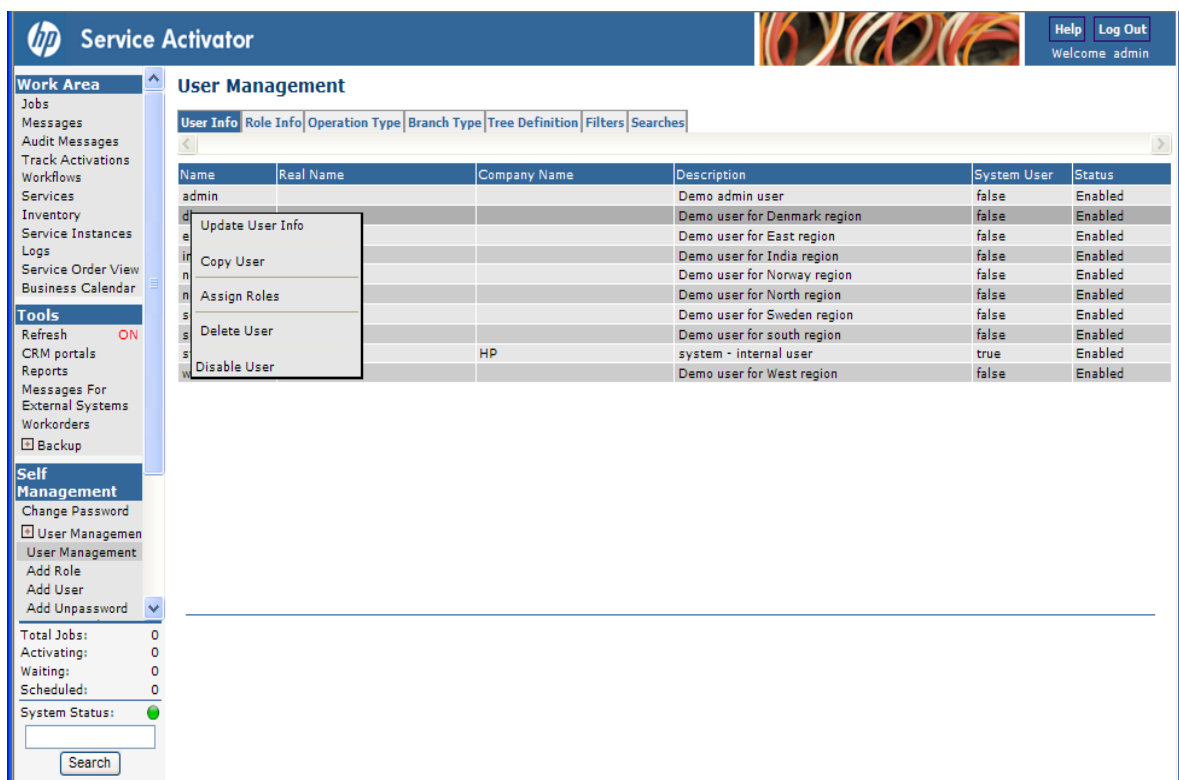 hp Service Activator
Help Log Out
Welcome admin
Work Area
Jobs
Messages
Audit Messages
Track Activations
Workflows
Services
Inventory
Service Instances
Logs
Service Order View
Business Calendar
Tools
Refresh ON
CRM portals
Reports
Messages For
External Systems
Workorders
Backup
Self
Management
Change Password
User Managemen
User Management
Add Role
Add User
Add Unpassword
Total Jobs: 0
Activating: 0
Waiting: 0
Scheduled: 0
System Status:
Search
User Management
User Info Role Info Operation Type Branch Type Tree Definition Filters Searches
Name Real Name Company Name Description System User Status
admin Demo admin user false Enabled
Demo user for Denmark region false Enabled
Demo user for East region false Enabled
Demo user for India region false Enabled
Demo user for Norway region false Enabled
Demo user for North region false Enabled
Demo user for Sweden region false Enabled
Demo user for south region false Enabled
HP system - internal user true Enabled
Demo user for West region false Enabled
Update User Info
Copy User
Assign Roles
Delete User
Disable User